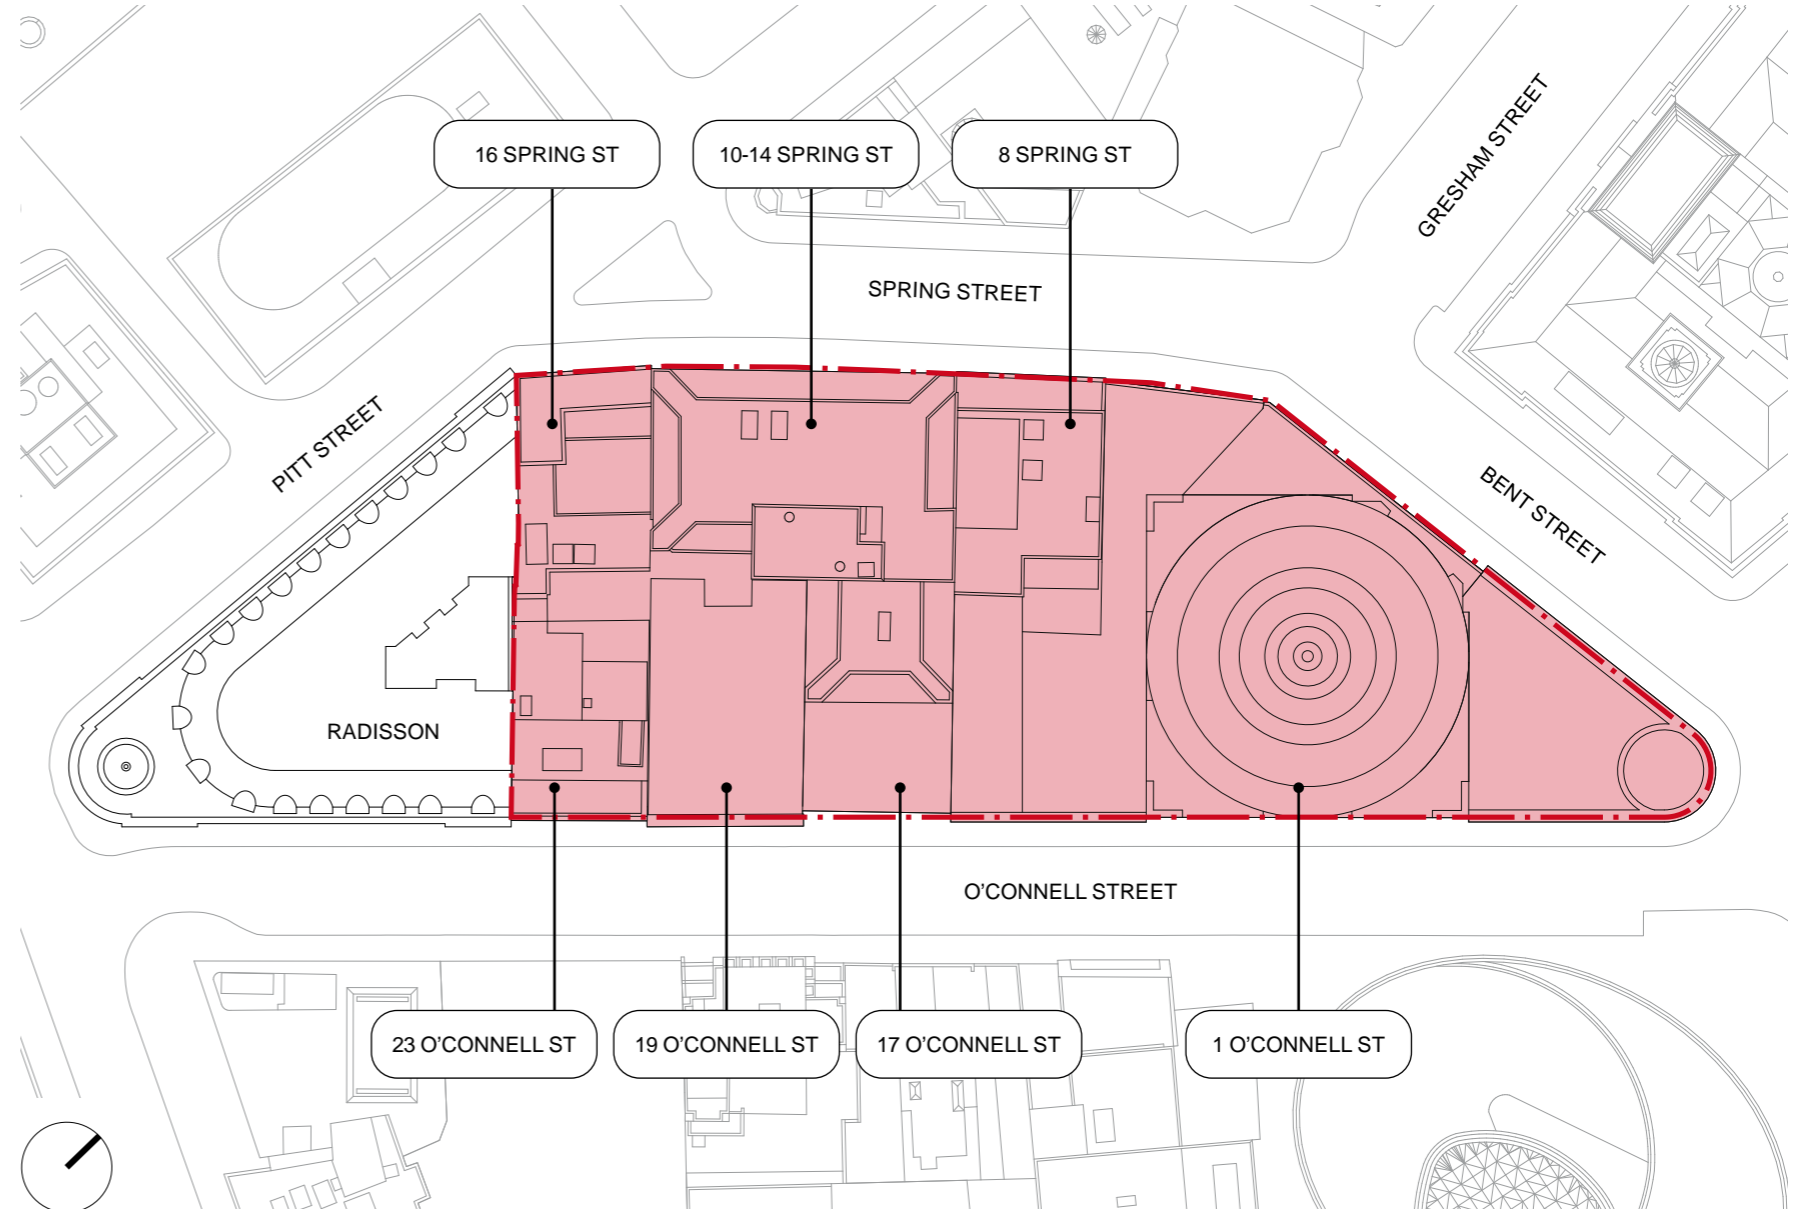 16 SPRING ST
10-14 SPRING ST
8 SPRING ST
GRESHAM STREET
SPRING STREET
PITT STREET
BENT STREET
RADISSON
O'CONNELL STREET
23 O'CONNELL ST
19 O'CONNELL ST
17 O'CONNELL ST
1 O'CONNELL ST